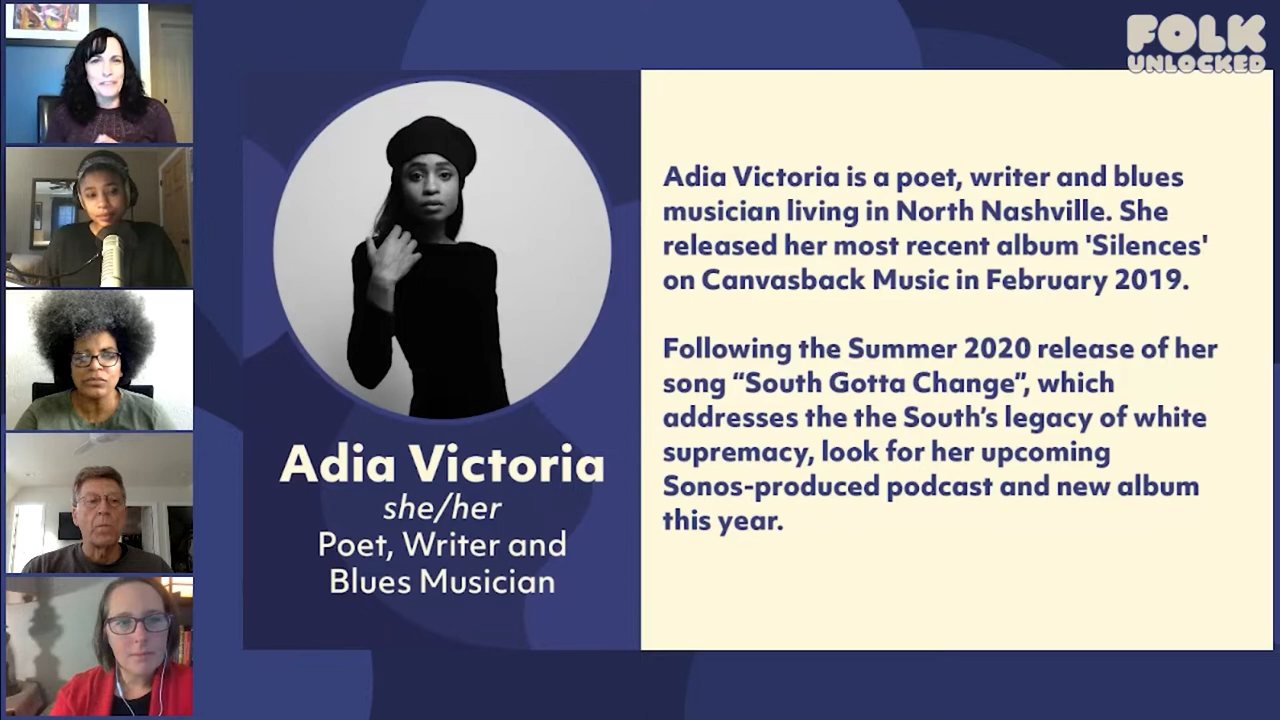 FOLK
UNLOCKED
Adia Victoria is a poet, writer and blues
musician living in North Nashville. She
released her most recent album 'Silences'
on Canvasback Music in February 2019.
Following the Summer 2020 release of her
song “South Gotta Change”, which
addresses the the South’s legacy of white
supremacy, look for her upcoming
Sonos-produced podcast and new album
this year.
Adia Victoria
she/her
Poet, Writer and
Blues Musician